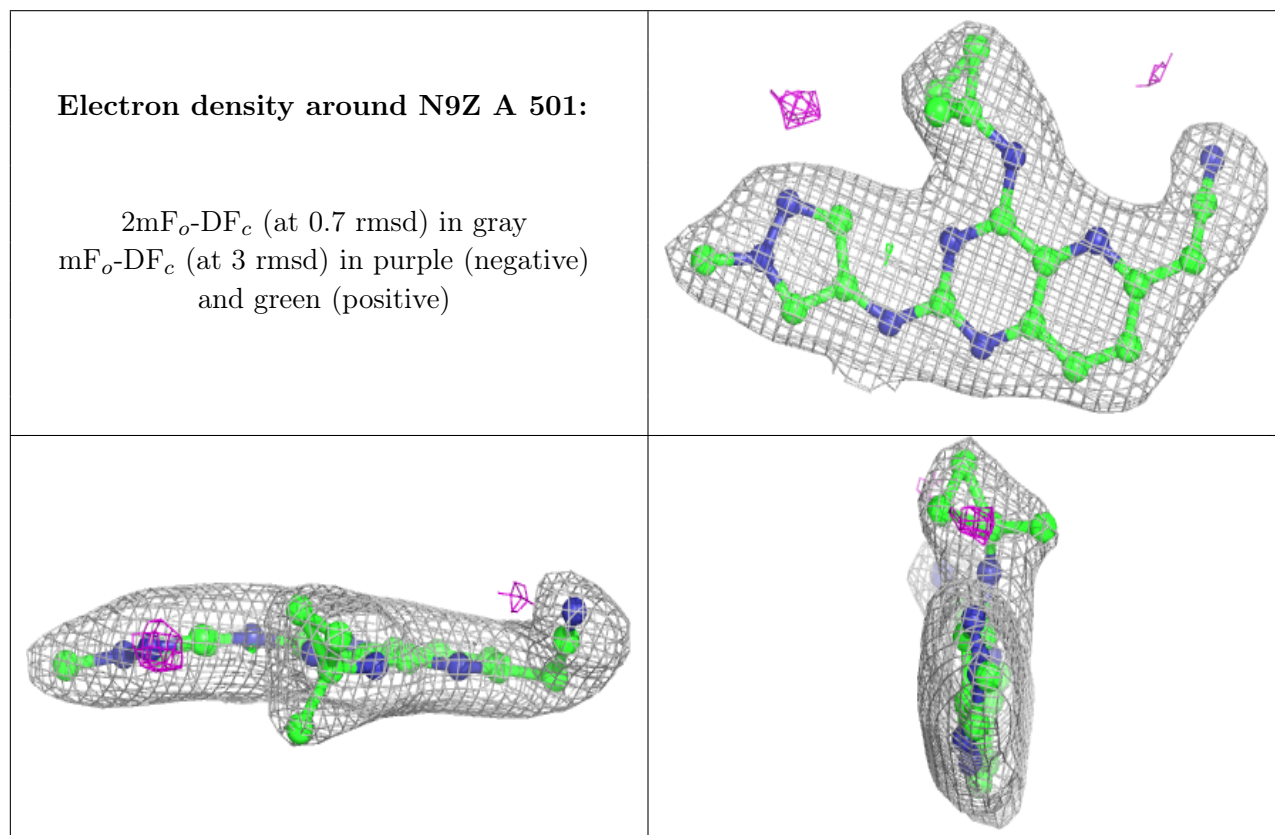 Electron density around N9Z A 501:
2mFₒ-DF𝒸 (at 0.7 rmsd) in gray
mFₒ-DF𝒸 (at 3 rmsd) in purple (negative)
and green (positive)